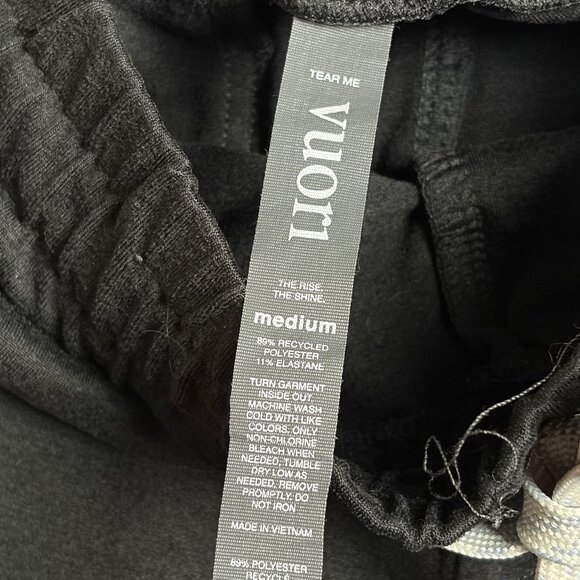 TEAR ME
vuori
THE RISE.
THE SHINE.
medium
89% RECYCLED
POLYESTER
11% ELASTANE
TURN GARMENT
INSIDE OUT,
MACHINE WASH
COLD WITH LIKE
COLORS. ONLY
NON-CHLORINE
BLEACH WHEN
NEEDED, TUMBLE
DRY LOW AS
NEEDED, REMOVE
PROMPTLY. DO
NOT IRON
MADE IN VIETNAM
89% POLYESTER
RECYCLE